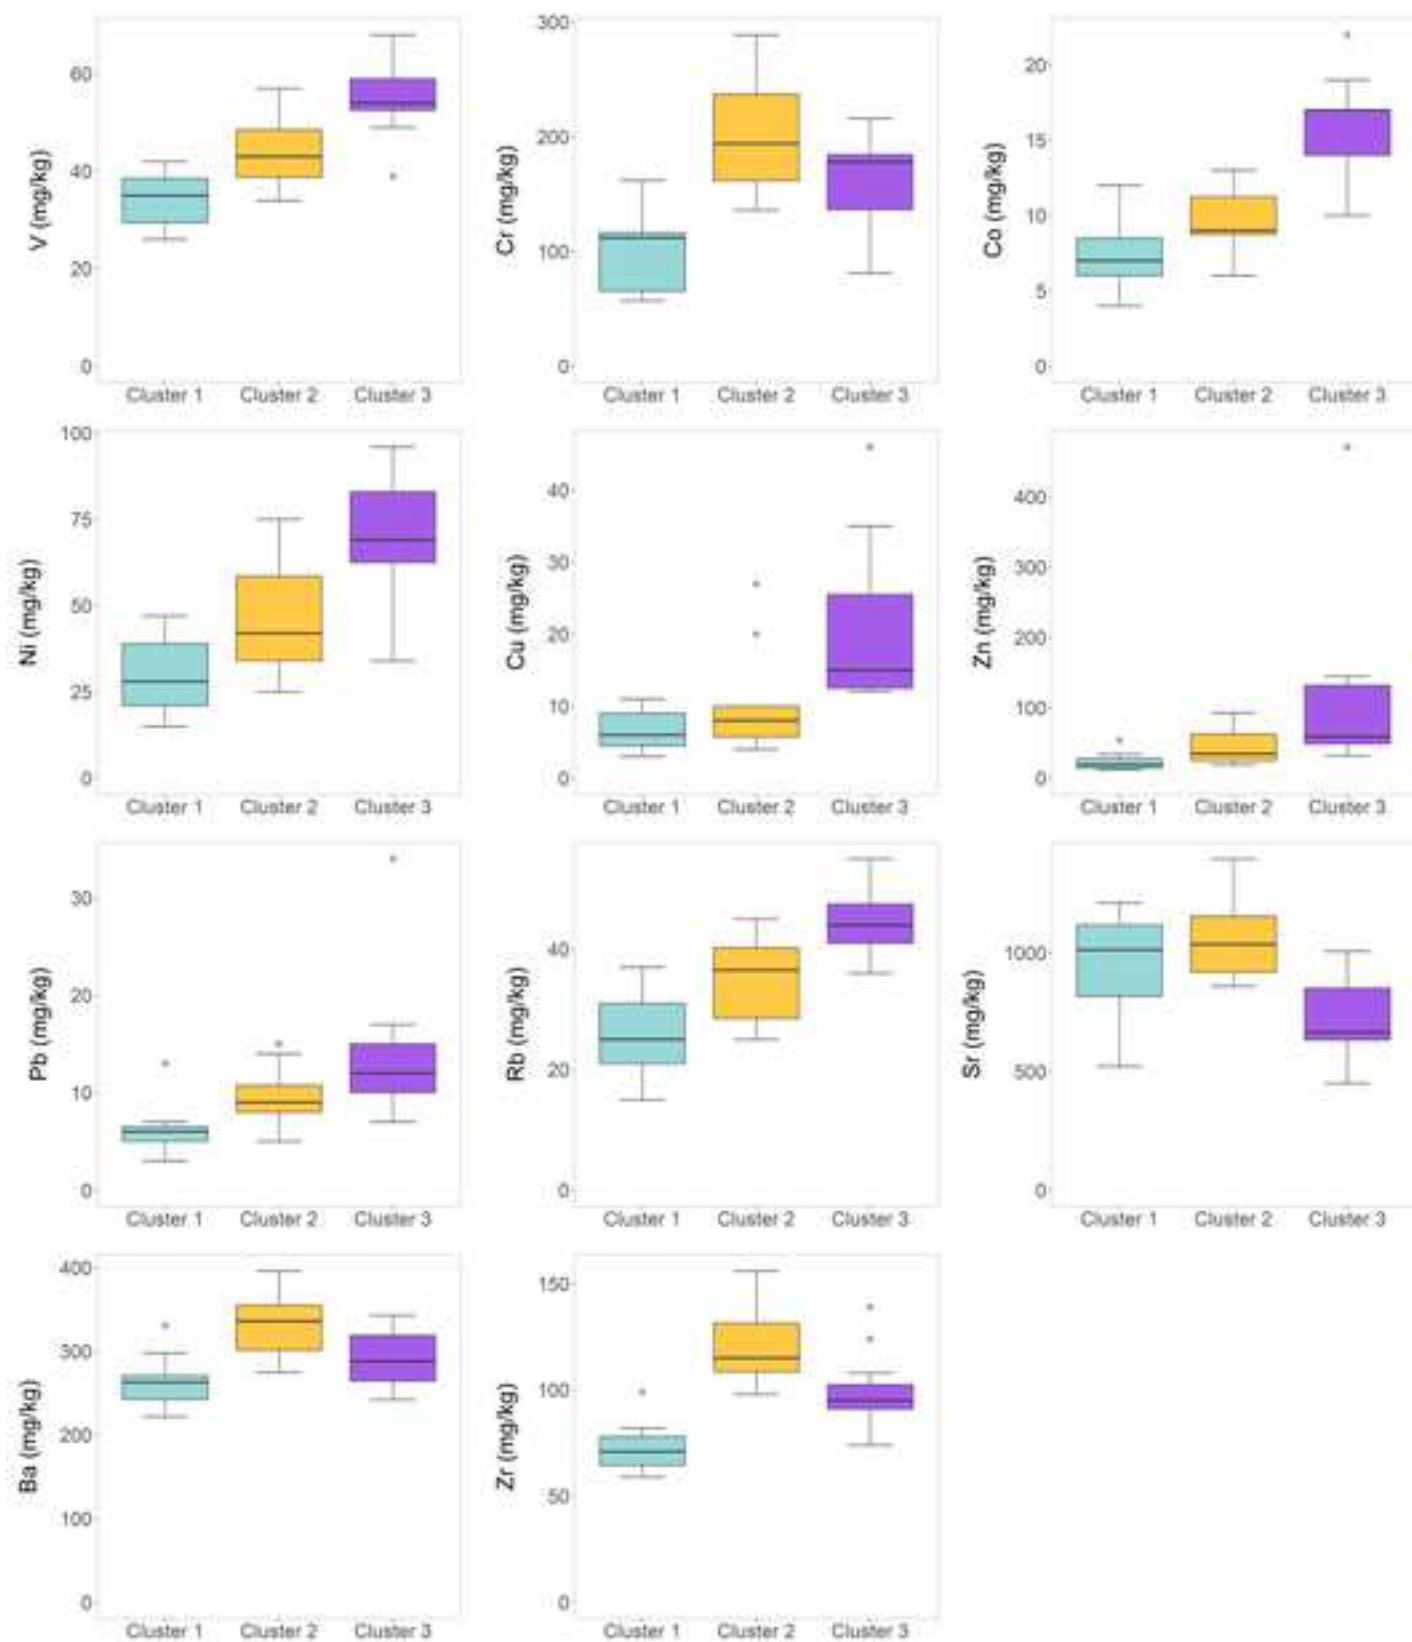 V (mg/kg)
60
40
20
0
Cluster 1 Cluster 2 Cluster 3
Cr (mg/kg)
300
200
100
0
Cluster 1 Cluster 2 Cluster 3
Co (mg/kg)
20
15
10
5
0
Cluster 1 Cluster 2 Cluster 3
Ni (mg/kg)
100
75
50
25
0
Cluster 1 Cluster 2 Cluster 3
Cu (mg/kg)
40
30
20
10
0
Cluster 1 Cluster 2 Cluster 3
Zn (mg/kg)
400
300
200
100
0
Cluster 1 Cluster 2 Cluster 3
Pb (mg/kg)
30
20
10
0
Cluster 1 Cluster 2 Cluster 3
Rb (mg/kg)
40
20
0
Cluster 1 Cluster 2 Cluster 3
Sr (mg/kg)
1000
500
0
Cluster 1 Cluster 2 Cluster 3
Ba (mg/kg)
400
300
200
100
0
Cluster 1 Cluster 2 Cluster 3
Zr (mg/kg)
150
100
50
0
Cluster 1 Cluster 2 Cluster 3